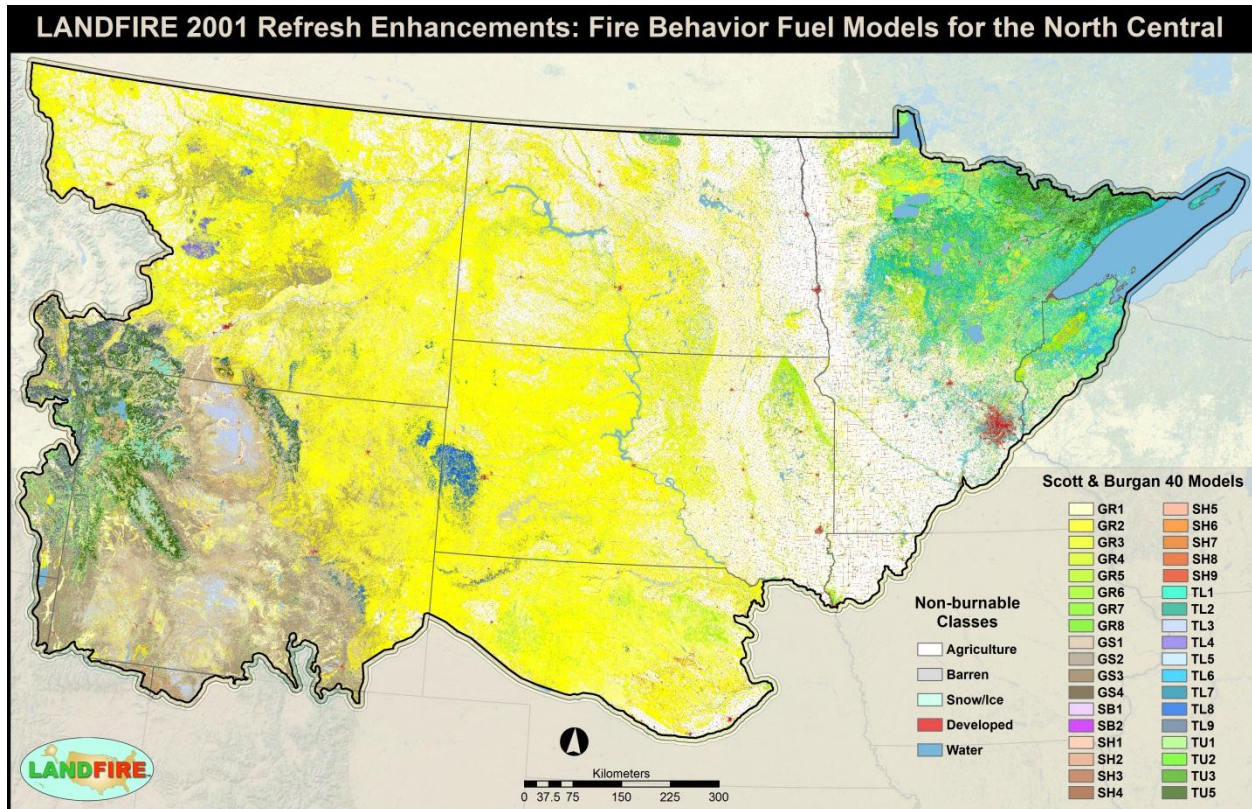 LANDFIRE 2001 Refresh Enhancements: Fire Behavior Fuel Models for the North Central
Scott & Burgan 40 Models
GR1
GR2
GR3
GR4
GR5
GR6
GR7
GR8
GS1
GS2
GS3
GS4
SB1
SB2
SH1
SH2
SH3
SH4
SH5
SH6
SH7
SH8
SH9
TL1
TL2
TL3
TL4
TL5
TL6
TL7
TL8
TL9
TU1
TU2
TU3
TU5
Non-burnable
Classes
Agriculture
Barren
Snow/Ice
Developed
Water
LANDFIRE
Kilometers
0 37.5 75 150 225 300